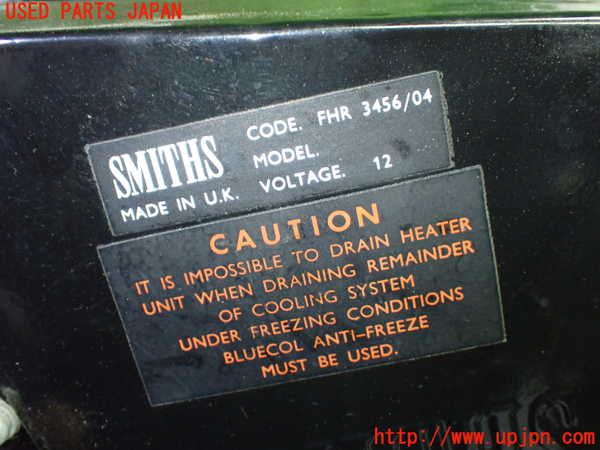 USED PARTS JAPAN
SMITHS
MADE IN U.K.
CODE. FHR 3456/04
MODEL.
VOLTAGE. 12
CAUTION
IT IS IMPOSSIBLE TO DRAIN HEATER
UNIT WHEN DRAINING REMAINDER
OF COOLING SYSTEM
UNDER FREEZING CONDITIONS
BLUECOL ANTI-FREEZE
MUST BE USED.
http://www.upjpn.com/